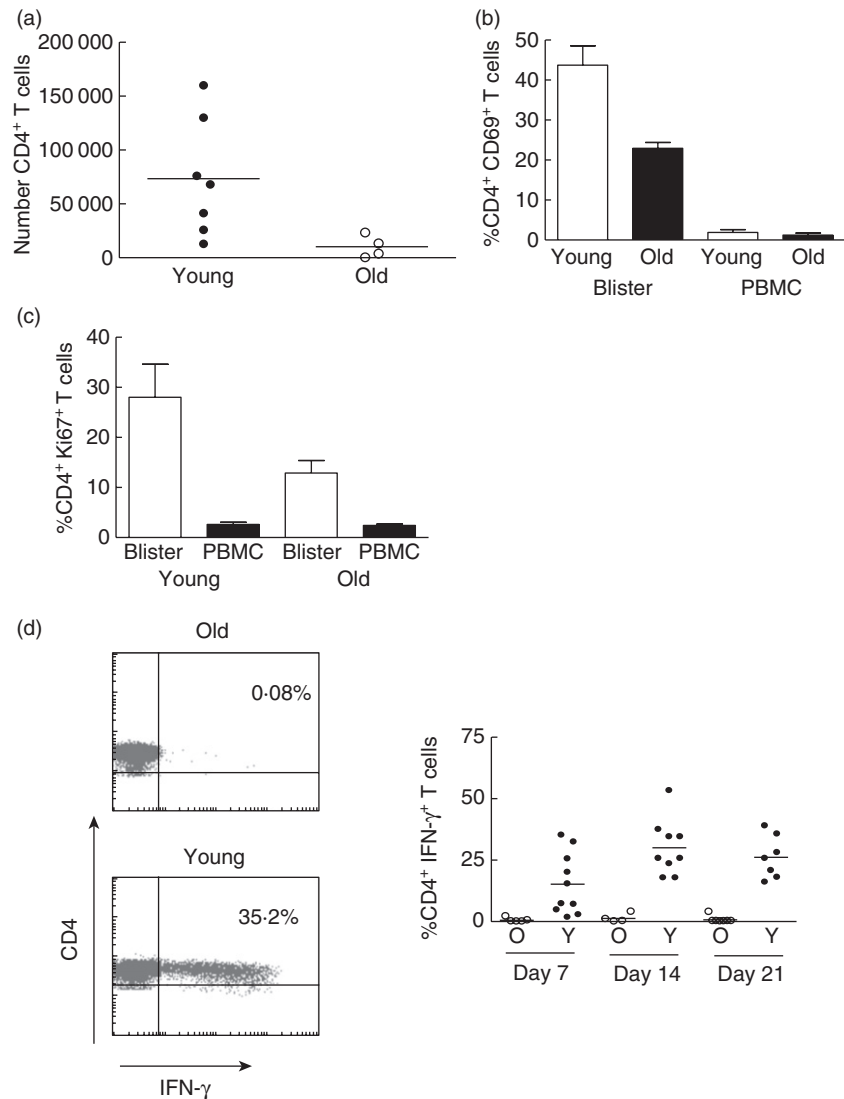 (a)
Number CD4⁺ T cells
200 000
150 000
100 000
50 000
0
Young
Old
(b)
%CD4⁺ CD69⁺ T cells
50
40
30
20
10
0
Young
Old
Young
Old
Blister
PBMC
(c)
%CD4⁺ Ki67⁺ T cells
40
30
20
10
0
Blister
PBMC
Blister
PBMC
Young
Old
(d)
Old
0·08%
Young
35·2%
CD4
IFN-γ
%CD4⁺ IFN-γ⁺ T cells
75
50
25
0
O
Y
O
Y
O
Y
Day 7
Day 14
Day 21